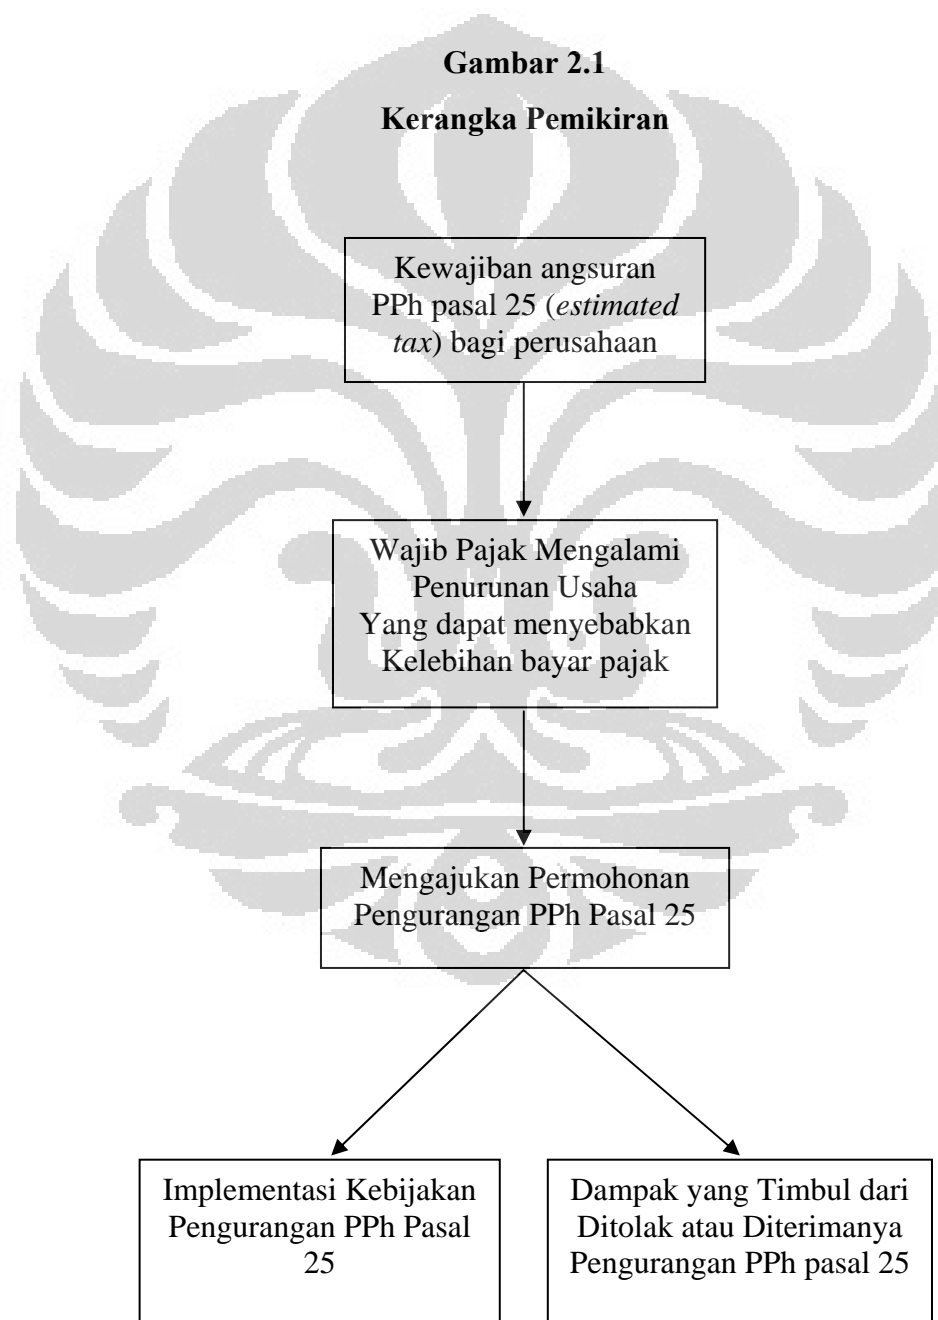 Gambar 2.1
Kerangka Pemikiran
Kewajiban angsuran
PPh pasal 25 (estimated
tax) bagi perusahaan
Wajib Pajak Mengalami
Penurunan Usaha
Yang dapat menyebabkan
Kelebihan bayar pajak
Mengajukan Permohonan
Pengurangan PPh Pasal 25
Implementasi Kebijakan
Pengurangan PPh Pasal
25
Dampak yang Timbul dari
Ditolak atau Diterimanya
Pengurangan PPh pasal 25